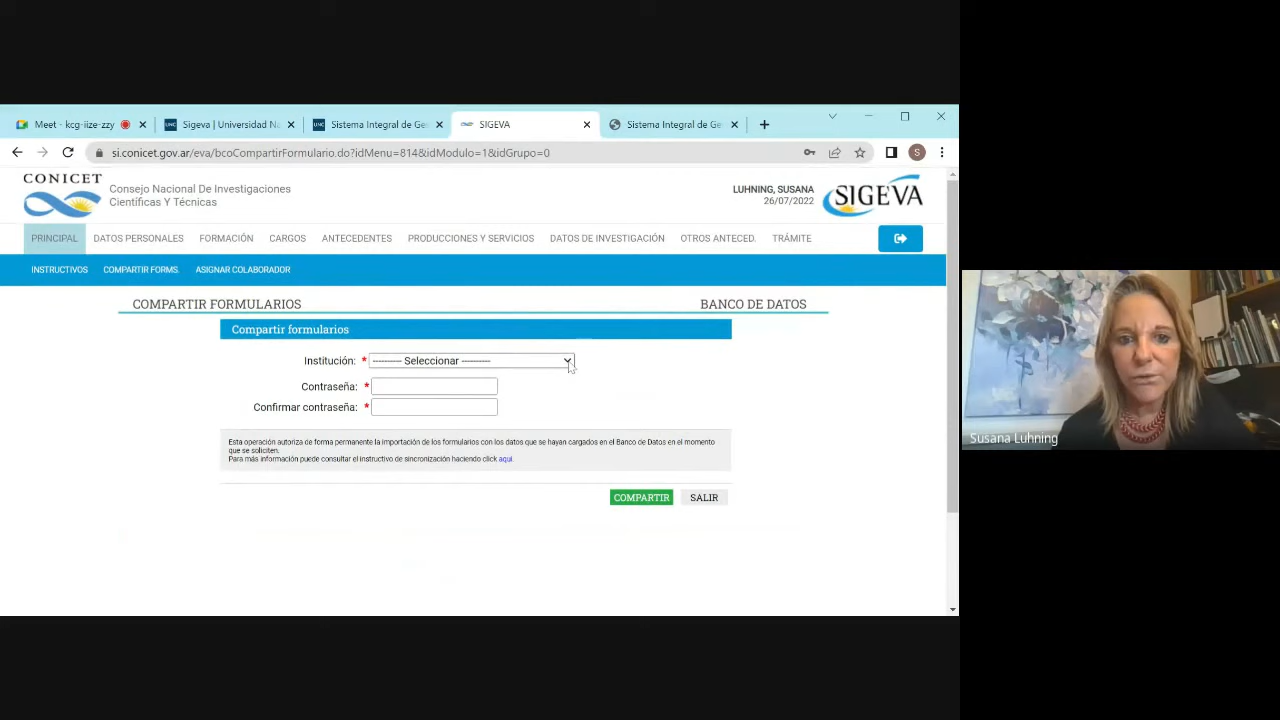 Meet - kcg-iize-zzy
Sigeva | Universidad Na
Sistema Integral de Ge
SIGEVA
Sistema Integral de Ge
si.conicet.gov.ar/eva/bcoCompartirFormulario.do?idMenu=814&idModulo=1&idGrupo=0
S
CONICET
Consejo Nacional De Investigaciones
Científicas Y Técnicas
LUHNING, SUSANA
26/07/2022
SIGEVA
PRINCIPAL DATOS PERSONALES FORMACIÓN CARGOS ANTECEDENTES PRODUCCIONES Y SERVICIOS DATOS DE INVESTIGACIÓN OTROS ANTECED. TRÁMITE
INSTRUCTIVOS COMPARTIR FORMS. ASIGNAR COLABORADOR
COMPARTIR FORMULARIOS BANCO DE DATOS
Compartir formularios
Institución: * ---------- Seleccionar ----------
Contraseña: *
Confirmar contraseña: *
Esta operación autoriza de forma permanente la importación de los formularios con los datos que se hayan cargados en el Banco de Datos en el momento
que se soliciten.
Para más información puede consultar el instructivo de sincronización haciendo click aquí.
COMPARTIR SALIR
Susana Luhning